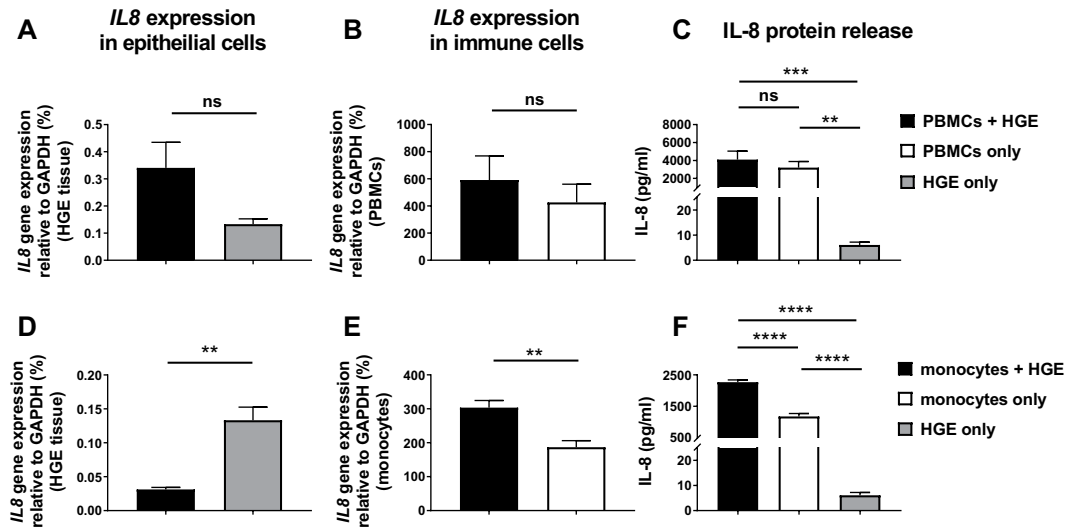 A
IL8 expression
in epitheilial cells
ns
IL8 gene expression
relative to GAPDH (%)
(HGE tissue)
0.5
0.4
0.3
0.2
0.1
0.0
B
IL8 expression
in immune cells
ns
IL8 gene expression
relative to GAPDH (%)
(PBMCs)
1000
800
600
400
200
0
C
IL-8 protein release
***
ns
**
IL-8 (pg/ml)
8000
6000
4000
2000
20
10
0
PBMCs + HGE
PBMCs only
HGE only
D
**
IL8 gene expression
relative to GAPDH (%)
(HGE tissue)
0.20
0.15
0.10
0.05
0.00
E
**
IL8 gene expression
relative to GAPDH (%)
(monocytes)
400
300
200
100
0
F
****
****
****
IL-8 (pg/ml)
2500
1500
500
20
10
0
monocytes + HGE
monocytes only
HGE only